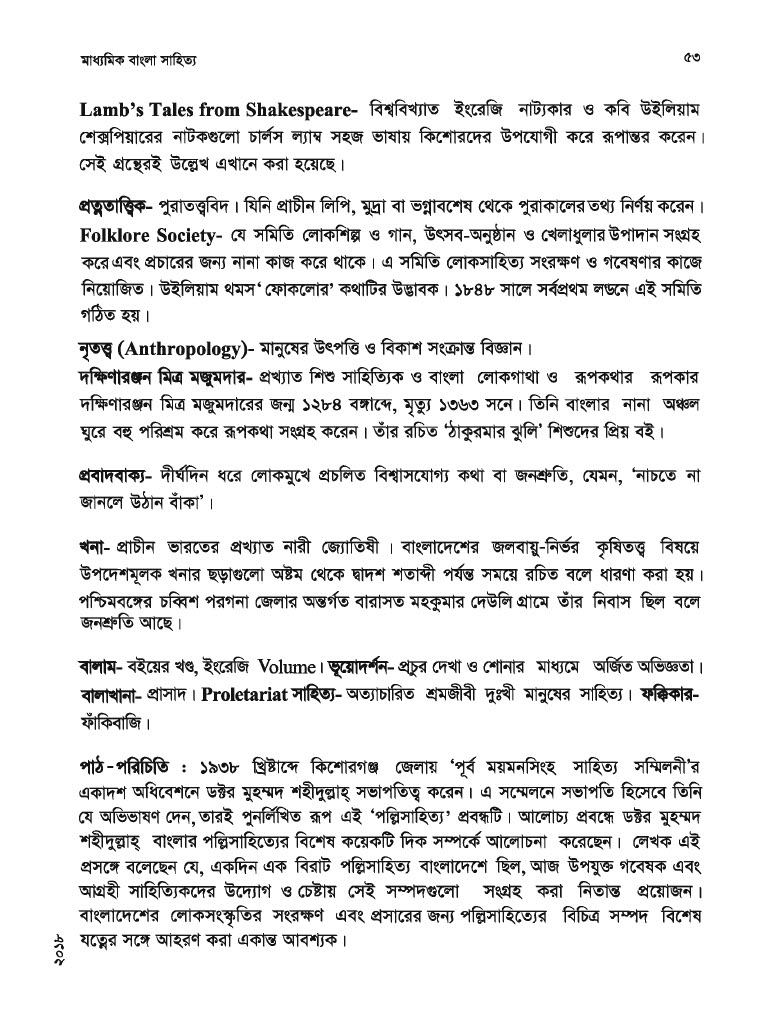 মাধ্যমিক বাংলা সাহিত্য
৫৩
Lamb's Tales from Shakespeare- বিশ্ববিখ্যাত ইংরেজি নাট্যকার ও কবি উইলিয়াম
শেক্সপিয়ারের নাটকগুলো চার্লস ল্যাম্ব সহজ ভাষায় কিশোরদের উপযোগী করে রূপান্তর করেন।
সেই গ্রন্থেরই উল্লেখ এখানে করা হয়েছে।
প্রত্নতাত্ত্বিক- পুরাতত্ত্ববিদ। যিনি প্রাচীন লিপি, মুদ্রা বা ভগ্নাবশেষ থেকে পুরাকালের তথ্য নির্ণয় করেন।
Folklore Society- যে সমিতি লোকশিল্প ও গান, উৎসব-অনুষ্ঠান ও খেলাধুলার উপাদান সংগ্রহ
করে এবং প্রচারের জন্য নানা কাজ করে থাকে। এ সমিতি লোকসাহিত্য সংরক্ষণ ও গবেষণার কাজে
নিয়োজিত। উইলিয়াম থমস 'ফোকলোর' কথাটির উদ্ভাবক। ১৮৪৮ সালে সর্বপ্রথম লন্ডনে এই সমিতি
গঠিত হয়।
নৃতত্ত্ব (Anthropology)- মানুষের উৎপত্তি ও বিকাশ সংক্রান্ত বিজ্ঞান।
দক্ষিণারঞ্জন মিত্র মজুমদার- প্রখ্যাত শিশু সাহিত্যিক ও বাংলা লোকগাথা ও রূপকথার রূপকার
দক্ষিণারঞ্জন মিত্র মজুমদারের জন্ম ১২৮৪ বঙ্গাব্দে, মৃত্যু ১৩৬৩ সনে। তিনি বাংলার নানা অঞ্চল
ঘুরে বহু পরিশ্রম করে রূপকথা সংগ্রহ করেন। তাঁর রচিত 'ঠাকুরমার ঝুলি' শিশুদের প্রিয় বই।
প্রবাদবাক্য- দীর্ঘদিন ধরে লোকমুখে প্রচলিত বিশ্বাসযোগ্য কথা বা জনশ্রুতি, যেমন, 'নাচতে না
জানলে উঠান বাঁকা'।
খনা- প্রাচীন ভারতের প্রখ্যাত নারী জ্যোতিষী । বাংলাদেশের জলবায়ু-নির্ভর কৃষিতত্ত্ব বিষয়ে
উপদেশমূলক খনার ছড়াগুলো অষ্টম থেকে দ্বাদশ শতাব্দী পর্যন্ত সময়ে রচিত বলে ধারণা করা হয়।
পশ্চিমবঙ্গের চব্বিশ পরগনা জেলার অন্তর্গত বারাসত মহকুমার দেউলি গ্রামে তাঁর নিবাস ছিল বলে
জনশ্রুতি আছে।
বালাম- বইয়ের খণ্ড, ইংরেজি Volume। ভূয়োদর্শন- প্রচুর দেখা ও শোনার মাধ্যমে অর্জিত অভিজ্ঞতা।
বালাখানা- প্রাসাদ। Proletariat সাহিত্য- অত্যাচারিত শ্রমজীবী দুঃখী মানুষের সাহিত্য। ফক্কিকার-
ফাঁকিবাজি।
পাঠ-পরিচিতি : ১৯৩৮ খ্রিষ্টাব্দে কিশোরগঞ্জ জেলায় 'পূর্ব ময়মনসিংহ সাহিত্য সম্মিলনী'র
একাদশ অধিবেশনে ডক্টর মুহম্মদ শহীদুল্লাহ্ সভাপতিত্ব করেন। এ সম্মেলনে সভাপতি হিসেবে তিনি
যে অভিভাষণ দেন, তারই পুনর্লিখিত রূপ এই 'পল্লিসাহিত্য' প্রবন্ধটি। আলোচ্য প্রবন্ধে ডক্টর মুহম্মদ
শহীদুল্লাহ্ বাংলার পল্লিসাহিত্যের বিশেষ কয়েকটি দিক সম্পর্কে আলোচনা করেছেন। লেখক এই
প্রসঙ্গে বলেছেন যে, একদিন এক বিরাট পল্লিসাহিত্য বাংলাদেশে ছিল, আজ উপযুক্ত গবেষক এবং
আগ্রহী সাহিত্যিকদের উদ্যোগ ও চেষ্টায় সেই সম্পদগুলো সংগ্রহ করা নিতান্ত প্রয়োজন।
বাংলাদেশের লোকসংস্কৃতির সংরক্ষণ এবং প্রসারের জন্য পল্লিসাহিত্যের বিচিত্র সম্পদ বিশেষ
যত্নের সঙ্গে আহরণ করা একান্ত আবশ্যক।
২০১৮